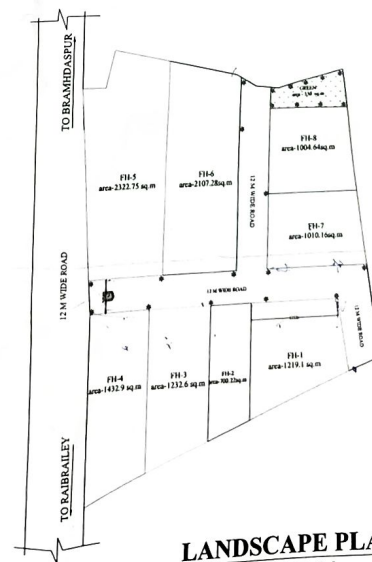 TO BRAMHDASPUR
12 M WIDE ROAD
TO RAIBRAILEY
GREEN
FH-8
area-1004.64sq.m
FH-5
area-2322.75 sq.m
FH-6
area-2107.28sq.m
12 M WIDE ROAD
FH-7
area-1010.16sq.m
12 M WIDE ROAD
12 M WIDE ROAD
FH-4
area-1432.9 sq.m
FH-3
area-1232.6 sq.m
FH-2
FH-1
area-1219.1 sq.m
LANDSCAPE PLA